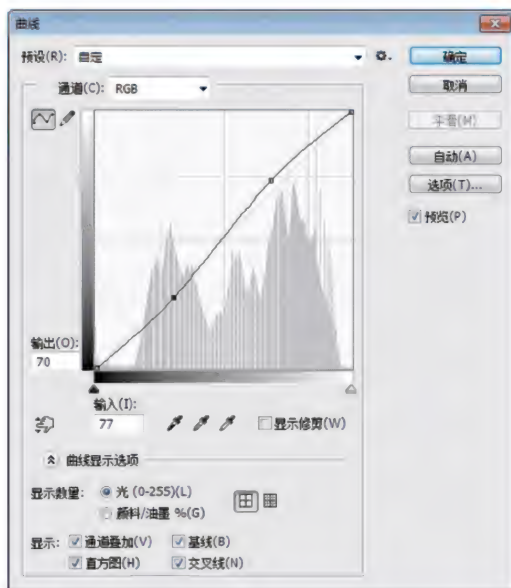 曲线
预设(R): 自定
确定
通道(C): RGB
取消
平滑(M)
自动(A)
选项(T)...
预览(P)
输出(O):
70
输入(I):
77
显示修剪(W)
曲线显示选项
显示数量: 光 (0-255)(L)
颜料/油墨 %(G)
显示: 通道叠加(V) 基线(B)
直方图(H) 交叉线(N)